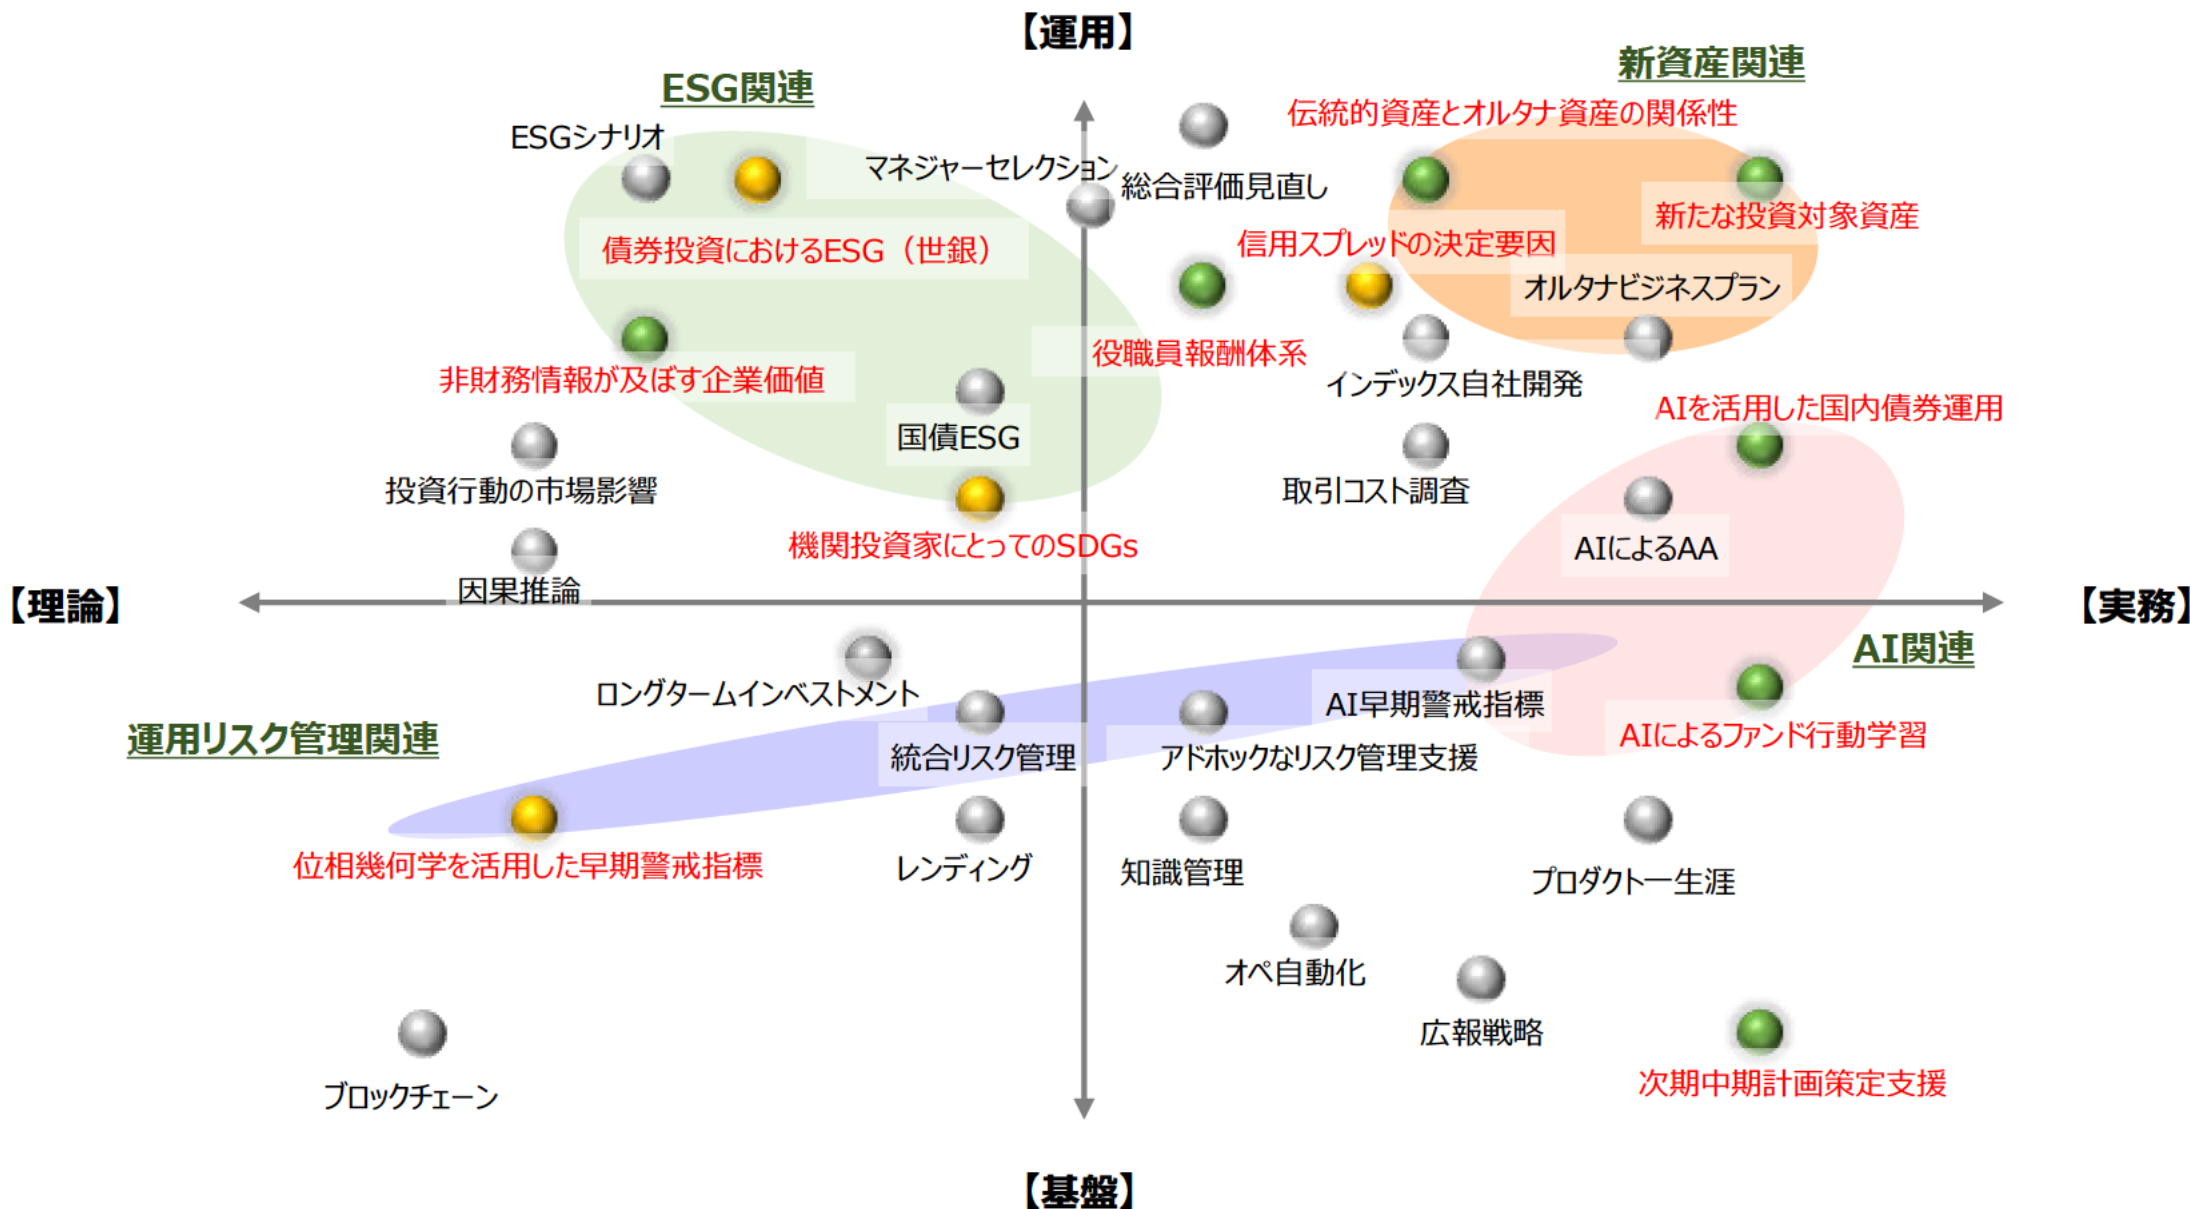 【運用】
新資産関連
ESG関連
伝統的資産とオルタナ資産の関係性
ESGシナリオ
マネジャーセレクション
総合評価見直し
新たな投資対象資産
債券投資におけるESG（世銀）
信用スプレッドの決定要因
オルタナビジネスプラン
役職員報酬体系
非財務情報が及ぼす企業価値
インデックス自社開発
AIを活用した国内債券運用
国債ESG
投資行動の市場影響
取引コスト調査
機関投資家にとってのSDGs
AIによるAA
因果推論
【理論】
【実務】
AI関連
ロングタームインベストメント
AI早期警戒指標
運用リスク管理関連
AIによるファンド行動学習
統合リスク管理
アドホックなリスク管理支援
位相幾何学を活用した早期警戒指標
レンディング
知識管理
プロダクト一生涯
オペ自動化
広報戦略
次期中期計画策定支援
ブロックチェーン
【基盤】